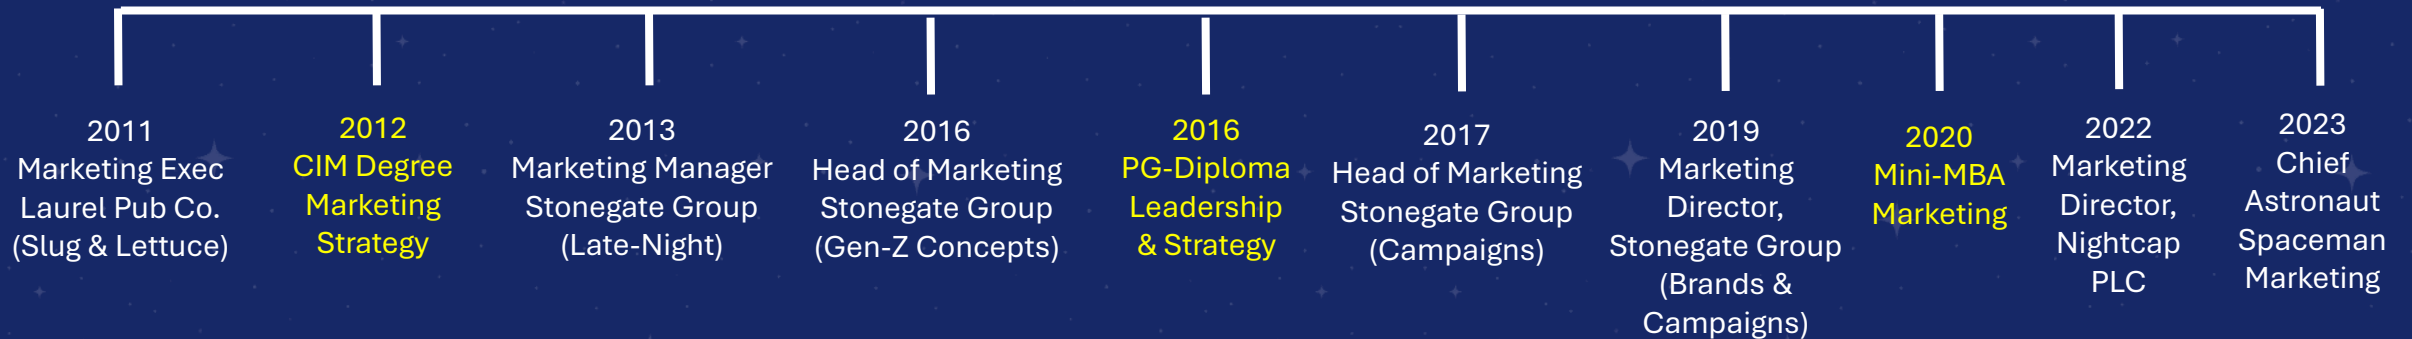 2011
Marketing Exec
Laurel Pub Co.
(Slug & Lettuce)
2012
CIM Degree
Marketing
Strategy
2013
Marketing Manager
Stonegate Group
(Late-Night)
2016
Head of Marketing
Stonegate Group
(Gen-Z Concepts)
2016
PG-Diploma
Leadership
& Strategy
2017
Head of Marketing
Stonegate Group
(Campaigns)
2019
Marketing
Director,
Stonegate Group
(Brands &
Campaigns)
2020
Mini-MBA
Marketing
2022
Marketing
Director,
Nightcap
PLC
2023
Chief
Astronaut
Spaceman
Marketing